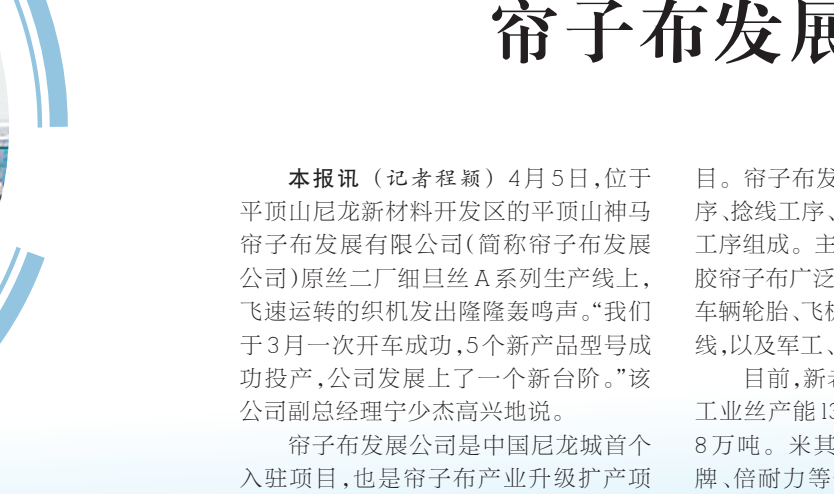 帘子布发展
本报讯（记者程颖）4月5日，位于
平顶山尼龙新材料开发区的平顶山神马
帘子布发展有限公司（简称帘子布发展
公司）原丝二厂细旦丝A系列生产线上，
飞速运转的织机发出隆隆轰鸣声。“我们
于3月一次开车成功，5个新产品型号成
功投产，公司发展上了一个新台阶。”该
公司副总经理宁少杰高兴地说。
帘子布发展公司是中国尼龙城首个
入驻项目，也是帘子布产业升级扩产项
目。帘子布发
序、捻线工序、
工序组成。主
胶帘子布广泛
车辆轮胎、飞机
线，以及军工、
目前，新老
工业丝产能13
8万吨。米其
牌、倍耐力等